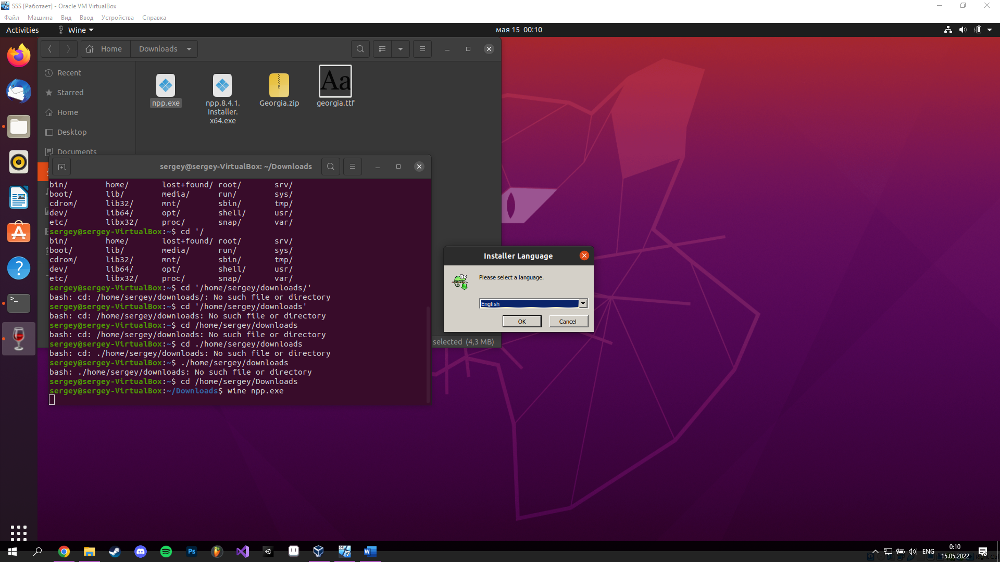 SSS [Работает] - Oracle VM VirtualBox
Файл Машина Вид Ввод Устройства Справка
Activities Wine мая 15 00:10
Home Downloads
Recent
Starred
Home
Desktop
Documents
npp.exe
npp.8.4.1.
Installer.
x64.exe
Georgia.zip
georgia.ttf
Aa
selected (4,3 MB)
sergey@sergey-VirtualBox: ~/Downloads
bin/ home/ lost+found/ root/ srv/
boot/ lib/ media/ run/ sys/
cdrom/ lib32/ mnt/ sbin/ tmp/
dev/ lib64/ opt/ shell/ usr/
etc/ libx32/ proc/ snap/ var/
sergey@sergey-VirtualBox:~$ cd '/
bin/ home/ lost+found/ root/ srv/
boot/ lib/ media/ run/ sys/
cdrom/ lib32/ mnt/ sbin/ tmp/
dev/ lib64/ opt/ shell/ usr/
etc/ libx32/ proc/ snap/ var/
sergey@sergey-VirtualBox:~$ cd '/home/sergey/downloads/'
bash: cd: /home/sergey/downloads/: No such file or directory
sergey@sergey-VirtualBox:~$ cd '/home/sergey/downloads'
bash: cd: /home/sergey/downloads: No such file or directory
sergey@sergey-VirtualBox:~$ cd /home/sergey/downloads
bash: cd: /home/sergey/downloads: No such file or directory
sergey@sergey-VirtualBox:~$ cd ./home/sergey/downloads
bash: cd: ./home/sergey/downloads: No such file or directory
sergey@sergey-VirtualBox:~$ ./home/sergey/downloads
bash: ./home/sergey/downloads: No such file or directory
sergey@sergey-VirtualBox:~$ cd /home/sergey/Downloads
sergey@sergey-VirtualBox:~/Downloads$ wine npp.exe
Installer Language
Please select a language.
English
OK Cancel
Ps
ENG
0:10
15.05.2022
Right Ctrl